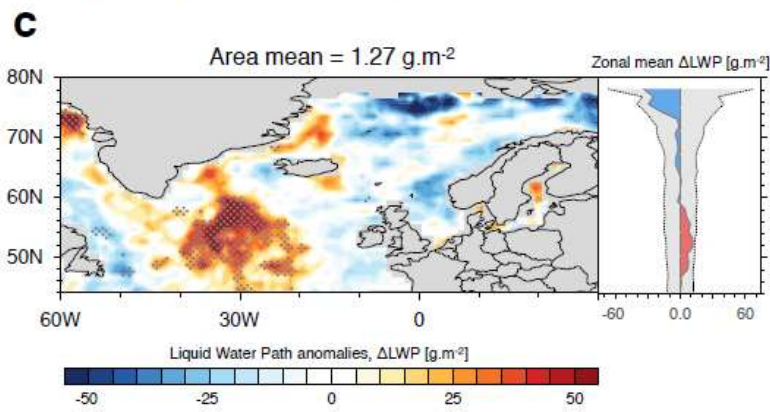 c
Area mean = 1.27 g.m-2
Zonal mean ΔLWP [g.m-2]
80N
70N
60N
50N
60W 30W 0
-60 0.0 60
Liquid Water Path anomalies, ΔLWP [g.m-2]
-50 -25 0 25 50